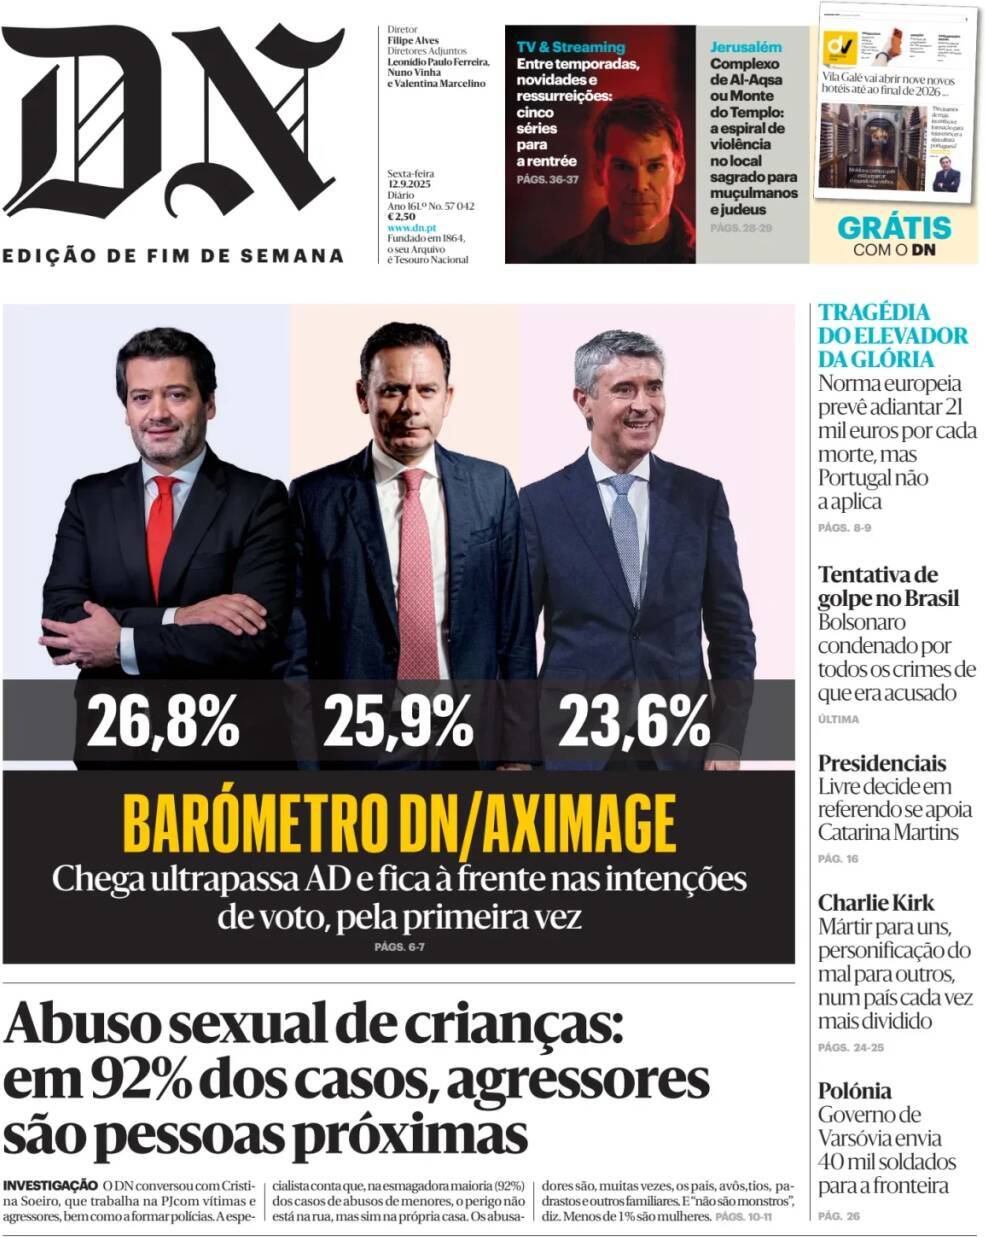 DN
EDIÇÃO DE FIM DE SEMANA
Diretor
Filipe Alves
Diretores Adjuntos
Leonídio Paulo Ferreira,
Nuno Vinha
e Valentina Marcelino
Sexta-feira
12.9.2025
Diário
Ano 161.º No. 57 042
€ 2,50
www.dn.pt
Fundado em 1864,
o seu Arquivo
é Tesouro Nacional
TV & Streaming
Entre temporadas,
novidades e
ressurreições:
cinco
séries
para
a rentrée
PÁGS. 36-37
Jerusalém
Complexo
de Al-Aqsa
ou Monte
do Templo:
a espiral de
violência
no local
sagrado para
muçulmanos
e judeus
PÁGS. 28-29
dv
Vila Galé vai abrir nove novos
hotéis até ao final de 2026 ...
GRÁTIS
COM O DN
26,8%
25,9%
23,6%
BARÓMETRO DN/AXIMAGE
Chega ultrapassa AD e fica à frente nas intenções
de voto, pela primeira vez
PÁGS. 6-7
Abuso sexual de crianças:
em 92% dos casos, agressores
são pessoas próximas
INVESTIGAÇÃO O DN conversou com Cristi-
na Soeiro, que trabalha na PJ com vítimas e
agressores, bem como a formar polícias. A espe-
cialista conta que, na esmagadora maioria (92%)
dos casos de abusos de menores, o perigo não
está na rua, mas sim na própria casa. Os abusa-
dores são, muitas vezes, os pais, avôs, tios, pa-
drastos e outros familiares. E “não são monstros”,
diz. Menos de 1% são mulheres. PÁGS. 10-11
TRAGÉDIA
DO ELEVADOR
DA GLÓRIA
Norma europeia
prevê adiantar 21
mil euros por cada
morte, mas
Portugal não
a aplica
PÁGS. 8-9
Tentativa de
golpe no Brasil
Bolsonaro
condenado por
todos os crimes de
que era acusado
ÚLTIMA
Presidenciais
Livre decide em
referendo se apoia
Catarina Martins
PÁG. 16
Charlie Kirk
Mártir para uns,
personificação do
mal para outros,
num país cada vez
mais dividido
PÁGS. 24-25
Polónia
Governo de
Varsóvia envia
40 mil soldados
para a fronteira
PÁG. 26